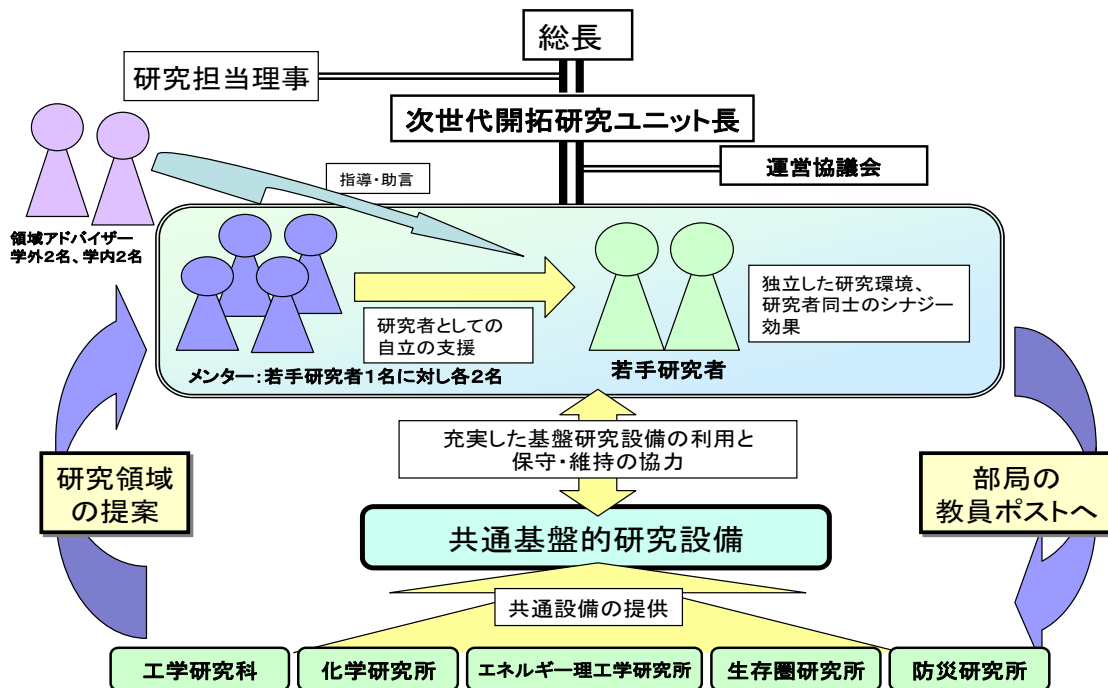 総長
研究担当理事
次世代開拓研究ユニット長
運営協議会
指導・助言
領域アドバイザー
学外2名、学内2名
独立した研究環境、
研究者同士のシナジー
効果
研究者としての
自立の支援
メンター：若手研究者1名に対し各2名
若手研究者
充実した基盤研究設備の利用と
保守・維持の協力
研究領域
の提案
部局の
教員ポストへ
共通基盤的研究設備
共通設備の提供
工学研究科
化学研究所
エネルギー理工学研究所
生存圏研究所
防災研究所